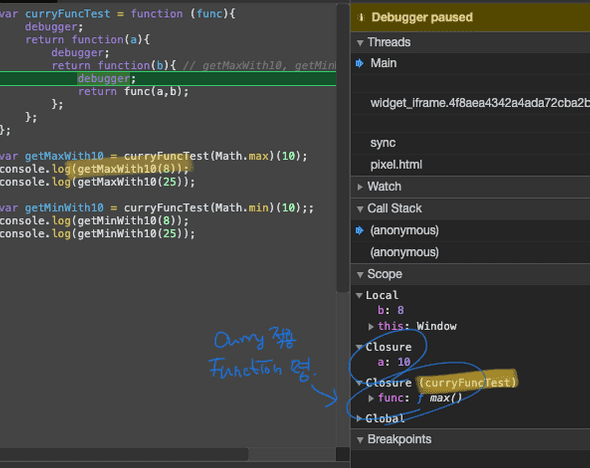 var curryFuncTest = function (func){
debugger;
return function(a){
debugger;
return function(b){ // getMaxWith10, getMin
debugger;
return func(a,b);
};
};
};
var getMaxWith10 = curryFuncTest(Math.max)(10);
console.log(getMaxWith10(8));
console.log(getMaxWith10(25));
var getMinWith10 = curryFuncTest(Math.min)(10);;
console.log(getMinWith10(8));
console.log(getMinWith10(25));
Curry
Function 명.
Debugger paused
Threads
Main
widget_iframe.4f8aea4342a4ada72cba2b
sync
pixel.html
Watch
Call Stack
(anonymous)
(anonymous)
Scope
Local
b: 8
this: Window
Closure
a: 10
Closure (curryFuncTest)
func: ƒ max()
Global
Breakpoints